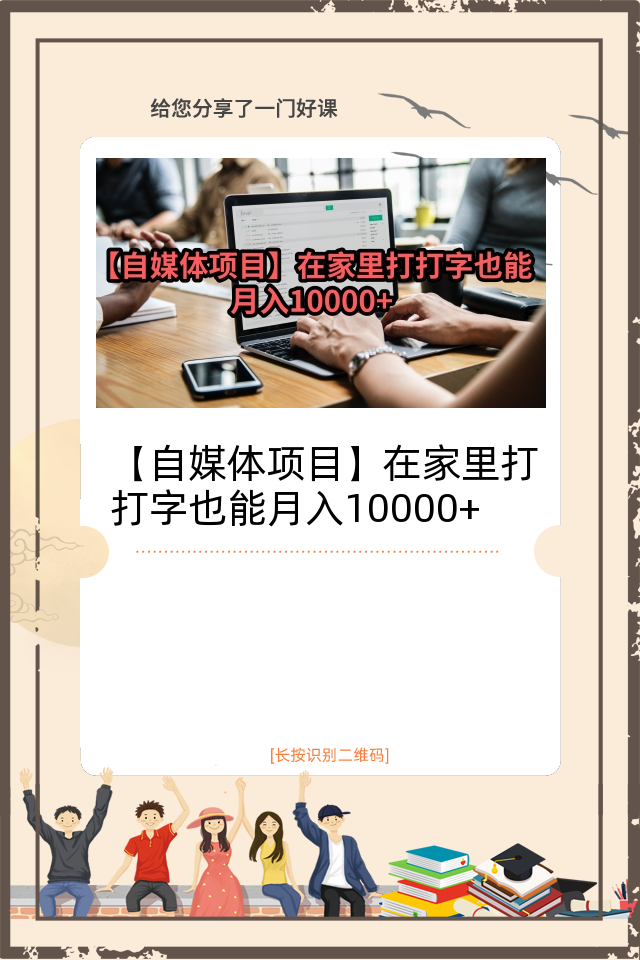 给您分享了一门好课
【自媒体项目】在家里打打字也能
月入10000+
【自媒体项目】在家里打
打字也能月入10000+
[长按识别二维码]